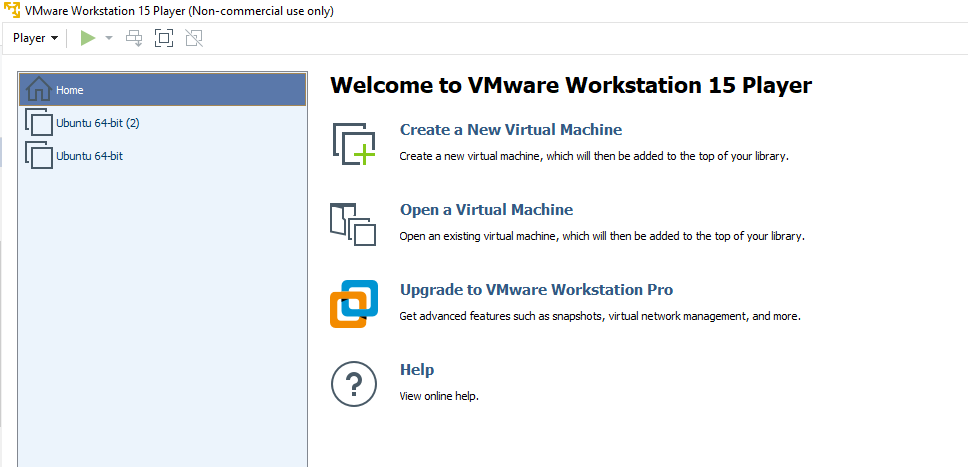 VMware Workstation 15 Player (Non-commercial use only)
Player
Home
Ubuntu 64-bit (2)
Ubuntu 64-bit
Welcome to VMware Workstation 15 Player
Create a New Virtual Machine
Create a new virtual machine, which will then be added to the top of your library.
Open a Virtual Machine
Open an existing virtual machine, which will then be added to the top of your library.
Upgrade to VMware Workstation Pro
Get advanced features such as snapshots, virtual network management, and more.
?
Help
View online help.